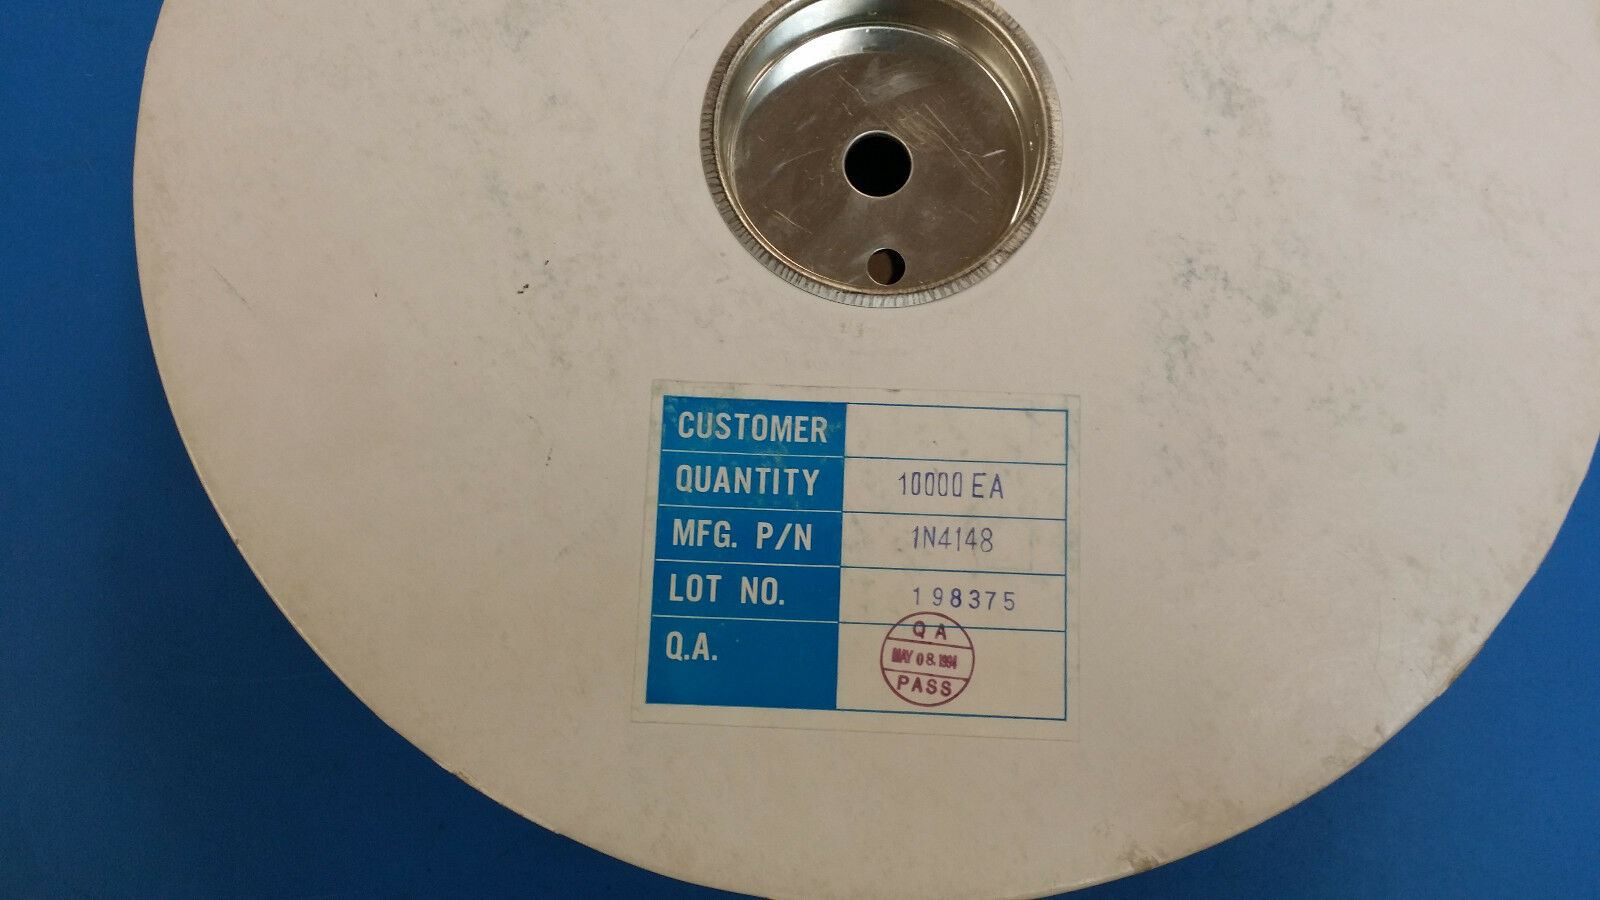 CUSTOMER
QUANTITY 10000 EA
MFG. P/N 1N4148
LOT NO. 198375
Q.A.
QA
MAY 08.1994
PASS